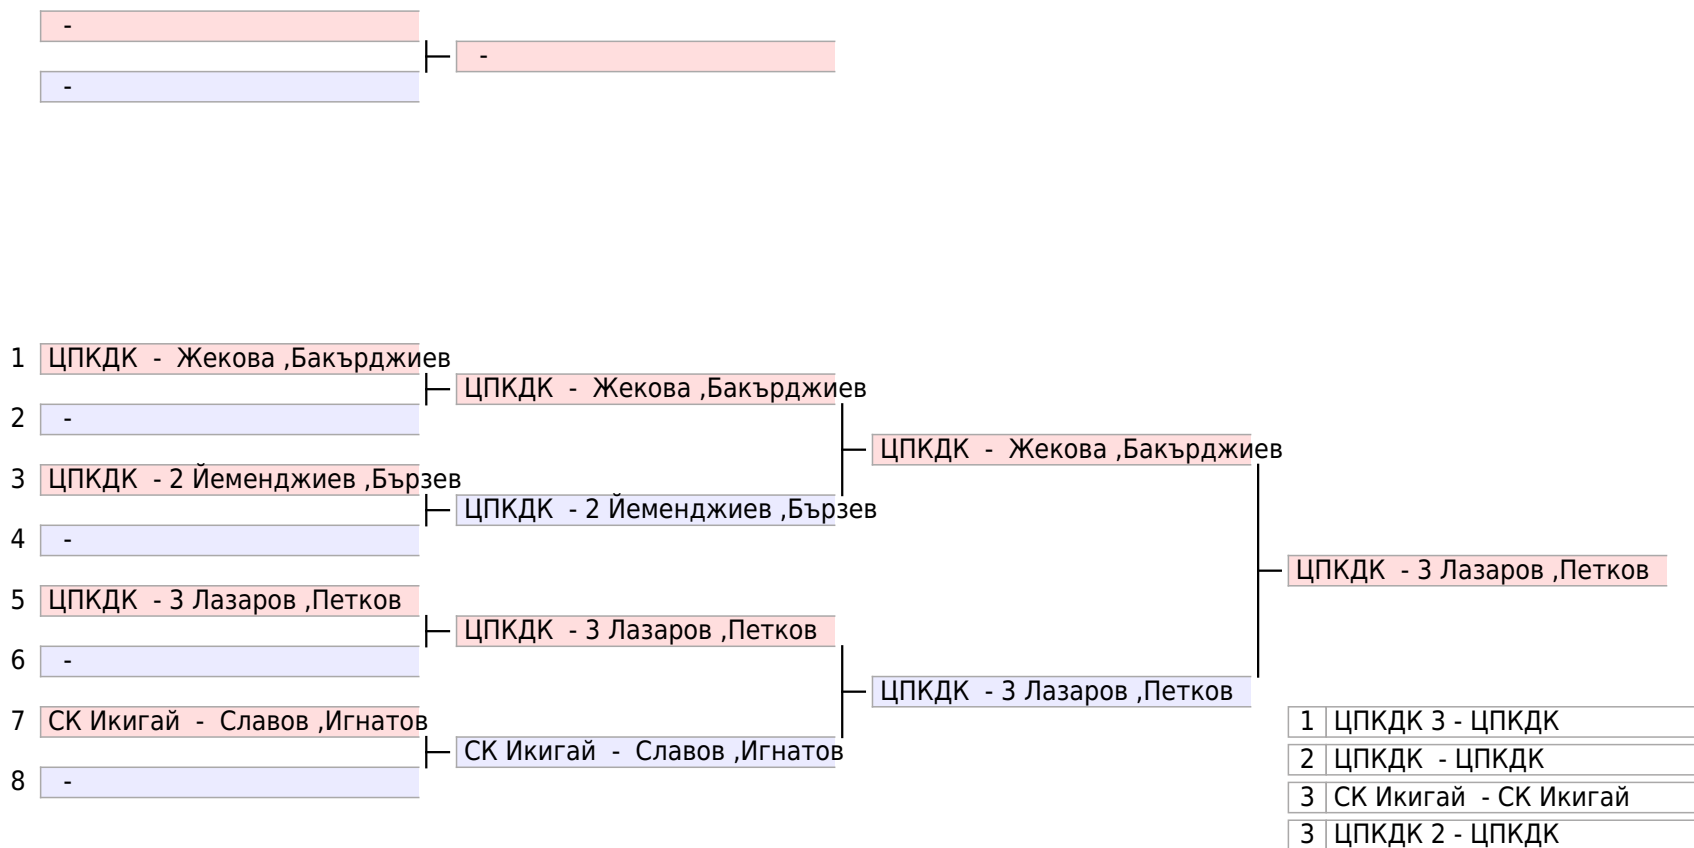 -
-
-
1 ЦПКДК - Жекова ,Бакърджиев
ЦПКДК - Жекова ,Бакърджиев
2 -
ЦПКДК - Жекова ,Бакърджиев
3 ЦПКДК - 2 Йеменджиев ,Бързев
ЦПКДК - 2 Йеменджиев ,Бързев
4 -
ЦПКДК - 3 Лазаров ,Петков
5 ЦПКДК - 3 Лазаров ,Петков
ЦПКДК - 3 Лазаров ,Петков
6 -
ЦПКДК - 3 Лазаров ,Петков
7 СК Икигай - Славов ,Игнатов
СК Икигай - Славов ,Игнатов
8 -
1 ЦПКДК 3 - ЦПКДК
2 ЦПКДК - ЦПКДК
3 СК Икигай - СК Икигай
3 ЦПКДК 2 - ЦПКДК